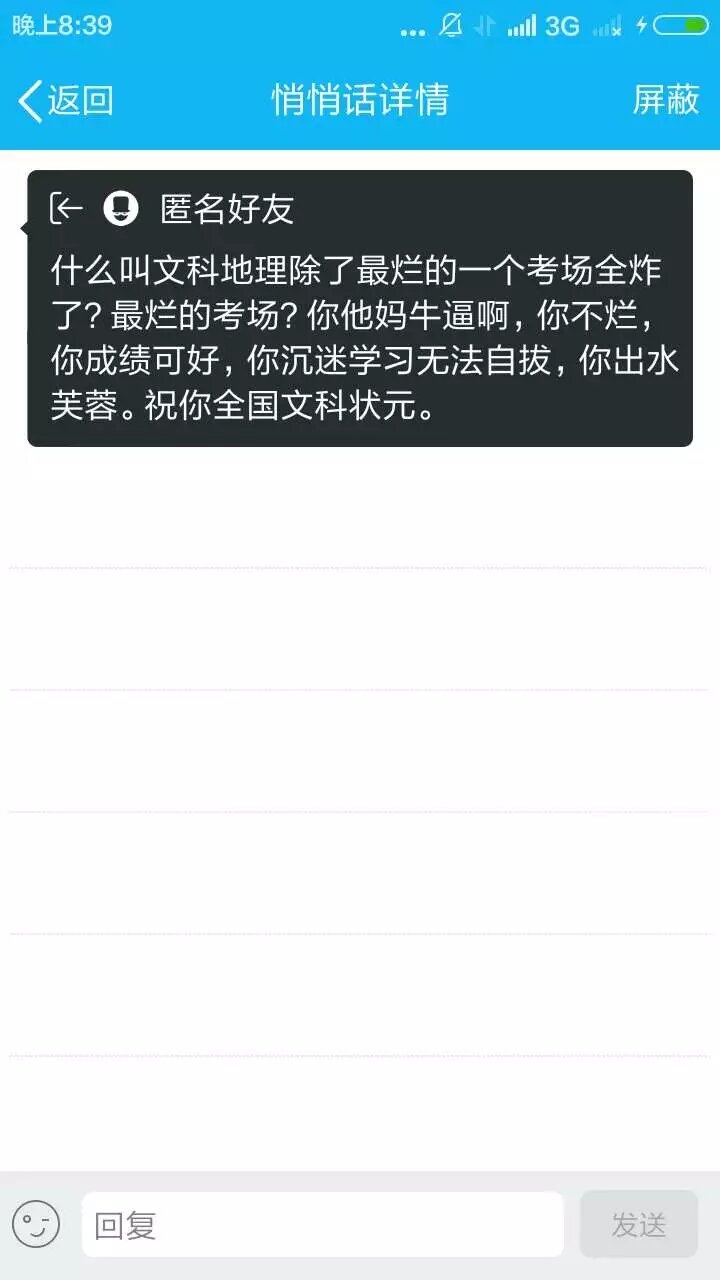 晚上8:39
3G
返回
悄悄话详情
屏蔽
匿名好友
什么叫文科地理除了最烂的一个考场全炸
了?最烂的考场?你他妈牛逼啊,你不烂,
你成绩可好,你沉迷学习无法自拔,你出水
芙蓉。祝你全国文科状元。
回复
发送